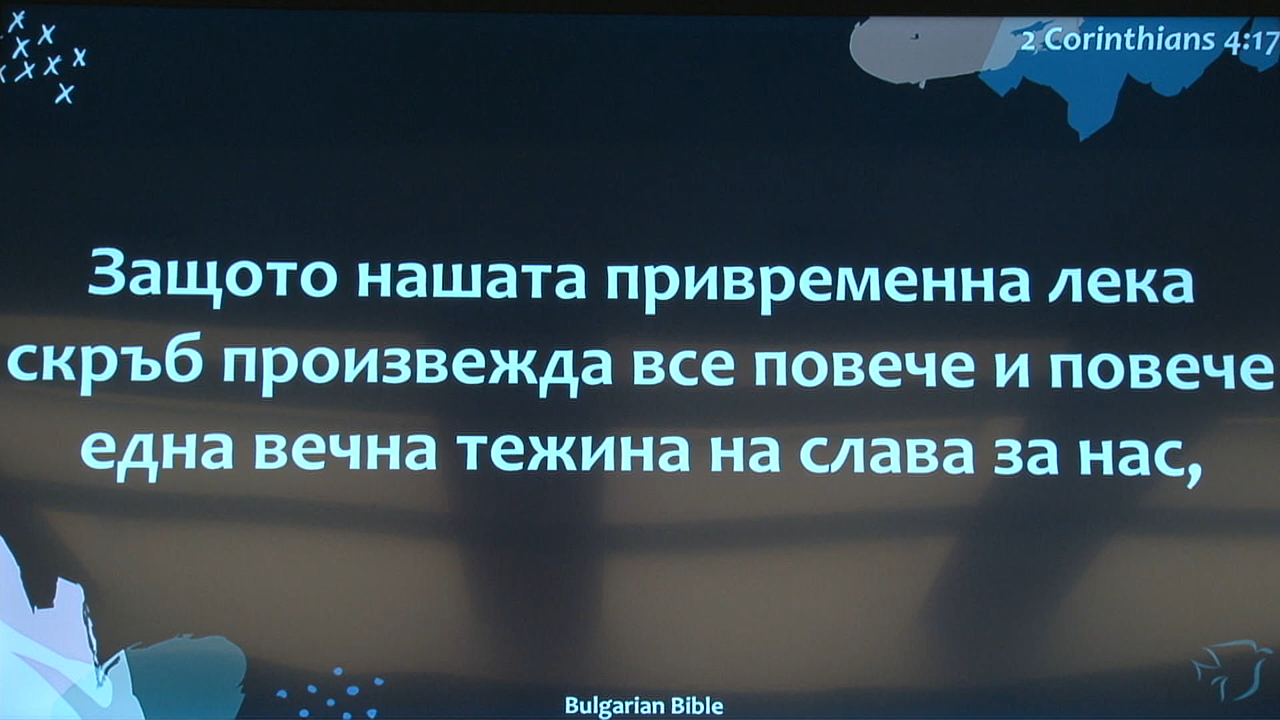 2 Corinthians 4:17
Защото нашата привременна лека
скръб произвежда все повече и повече
една вечна тежина на слава за нас,
Bulgarian Bible